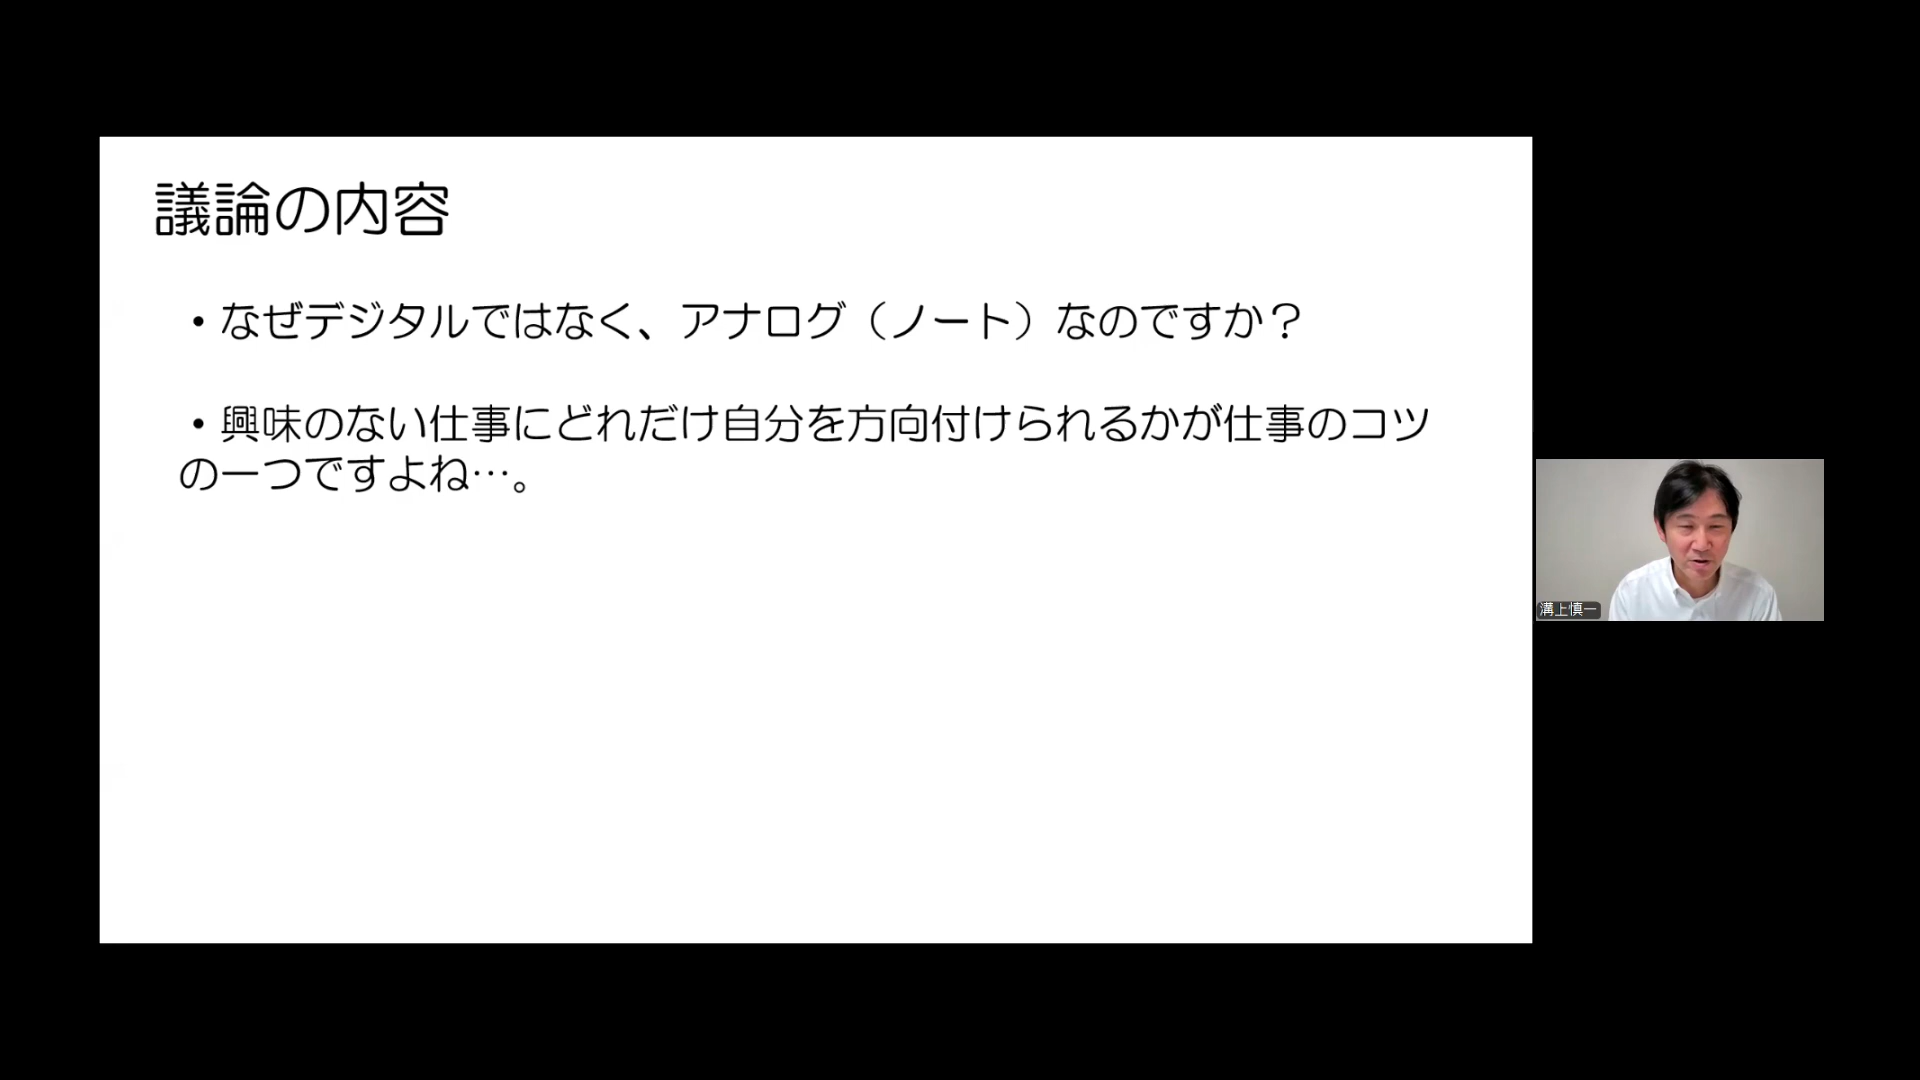 議論の内容
・なぜデジタルではなく、アナログ（ノート）なのですか？
・興味のない仕事にどれだけ自分を方向付けられるかが仕事のコツ
の一つですよね…。
溝上慎一